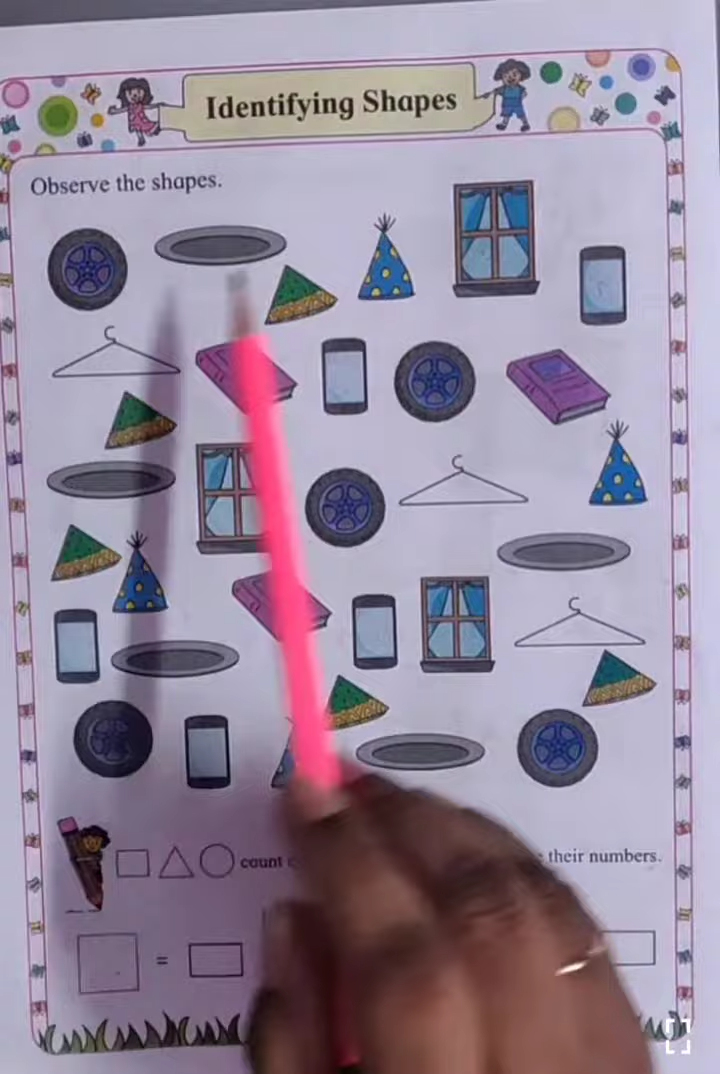 Identifying Shapes
Observe the shapes.
count
their numbers.
=